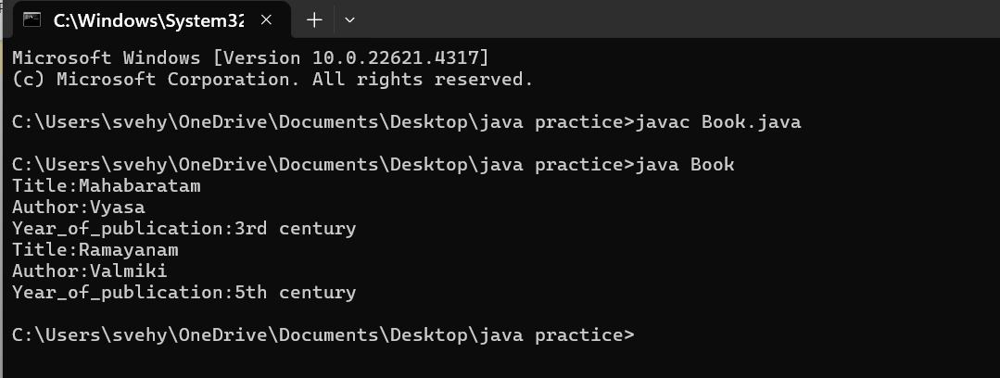 C:\Windows\System32
Microsoft Windows [Version 10.0.22621.4317]
(c) Microsoft Corporation. All rights reserved.
C:\Users\svehy\OneDrive\Documents\Desktop\java practice>javac Book.java
C:\Users\svehy\OneDrive\Documents\Desktop\java practice>java Book
Title:Mahabaratam
Author:Vyasa
Year_of_publication:3rd century
Title:Ramayanam
Author:Valmiki
Year_of_publication:5th century
C:\Users\svehy\OneDrive\Documents\Desktop\java practice>